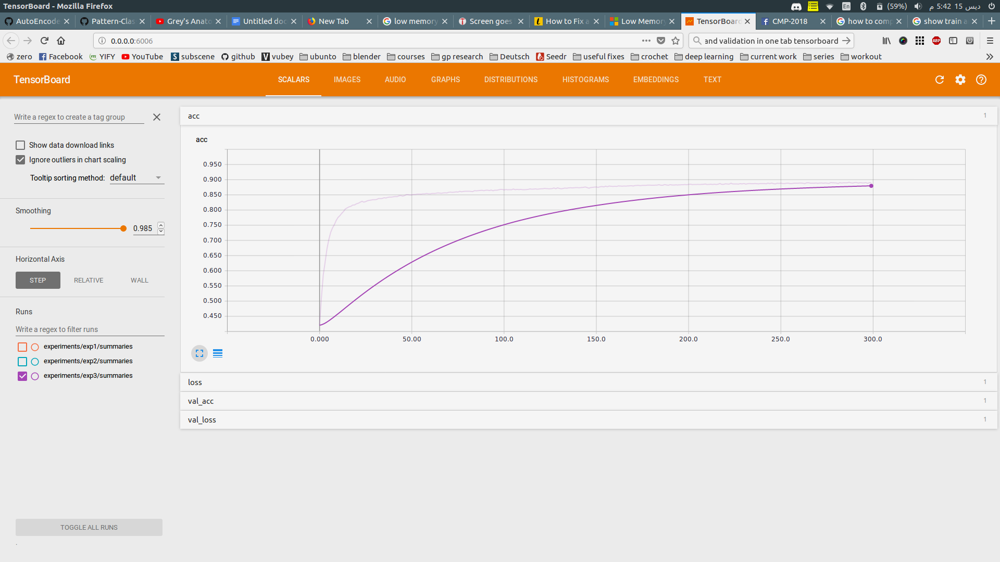 TensorBoard - Mozilla Firefox
En (59%) م 5:42 15 ديس
AutoEncode Pattern-Clas Grey's Anato Untitled doc New Tab low memory Screen goes How to Fix a Low Memory TensorBoard CMP-2018 how to comp show train a
0.0.0.0:6006 and validation in one tab tensorboard ABP
zero Facebook YIFY YouTube subscene github vubey ubunto blender courses gp research Deutsch Seedr useful fixes crochet deep learning current work series workout
TensorBoard SCALARS IMAGES AUDIO GRAPHS DISTRIBUTIONS HISTOGRAMS EMBEDDINGS TEXT
Write a regex to create a tag group
Show data download links
Ignore outliers in chart scaling
Tooltip sorting method: default
Smoothing
0.985
Horizontal Axis
STEP RELATIVE WALL
Runs
Write a regex to filter runs
experiments/exp1/summaries
experiments/exp2/summaries
experiments/exp3/summaries
TOGGLE ALL RUNS
.
acc 1
acc
0.950
0.900
0.850
0.800
0.750
0.700
0.650
0.600
0.550
0.500
0.450
0.000 50.00 100.0 150.0 200.0 250.0 300.0
loss 1
val_acc 1
val_loss 1